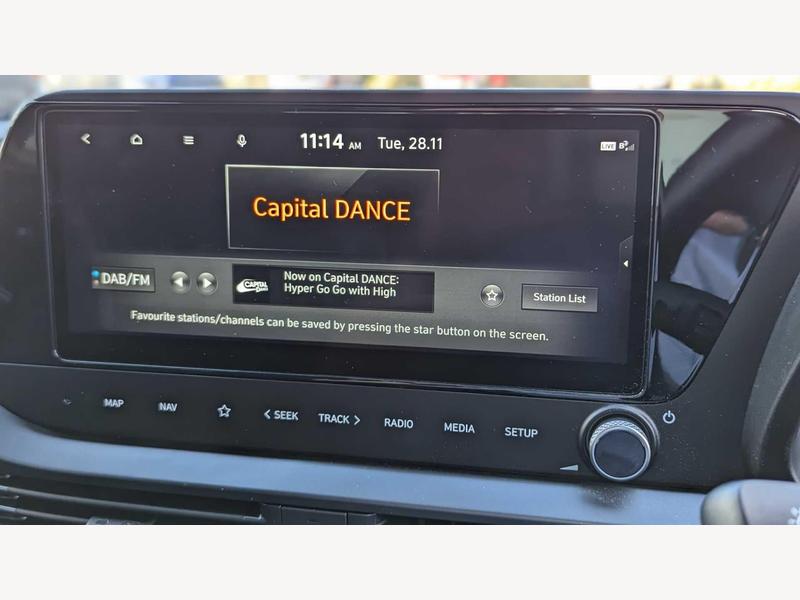 11:14 AM Tue, 28.11
LIVE
Capital DANCE
DAB/FM
CAPITAL
Now on Capital DANCE:
Hyper Go Go with High
Station List
Favourite stations/channels can be saved by pressing the star button on the screen.
MAP
NAV
< SEEK
TRACK >
RADIO
MEDIA
SETUP